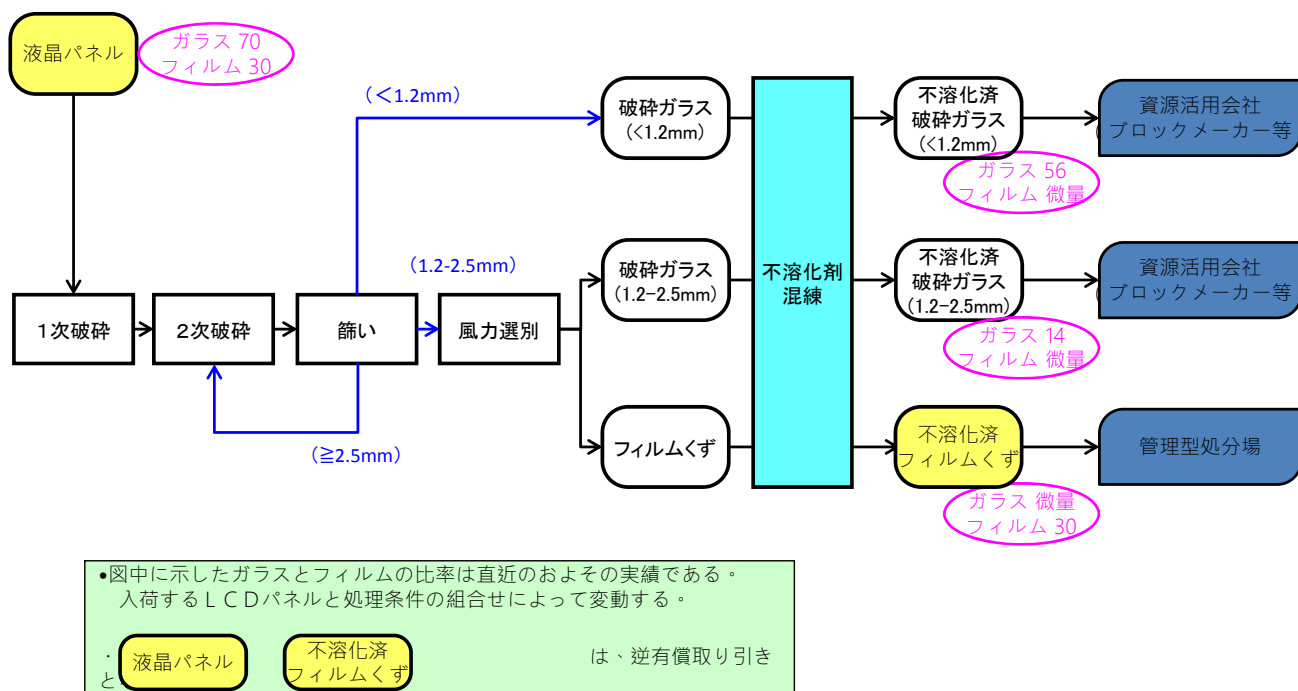 液晶パネル
ガラス 70
フィルム 30
(<1.2mm)
破砕ガラス
(<1.2mm)
不溶化済
破砕ガラス
(<1.2mm)
資源活用会社
ブロックメーカー等
ガラス 56
フィルム 微量
(1.2-2.5mm)
破砕ガラス
(1.2-2.5mm)
不溶化剤
混練
不溶化済
破砕ガラス
(1.2-2.5mm)
資源活用会社
ブロックメーカー等
ガラス 14
フィルム 微量
1次破砕
2次破砕
篩い
風力選別
(≧2.5mm)
フィルムくず
不溶化済
フィルムくず
管理型処分場
ガラス 微量
フィルム 30
•図中に示したガラスとフィルムの比率は直近のおよその実績である。
入荷するLCDパネルと処理条件の組合せによって変動する。
・ 液晶パネル 不溶化済 フィルムくず は、逆有償取り引き
と